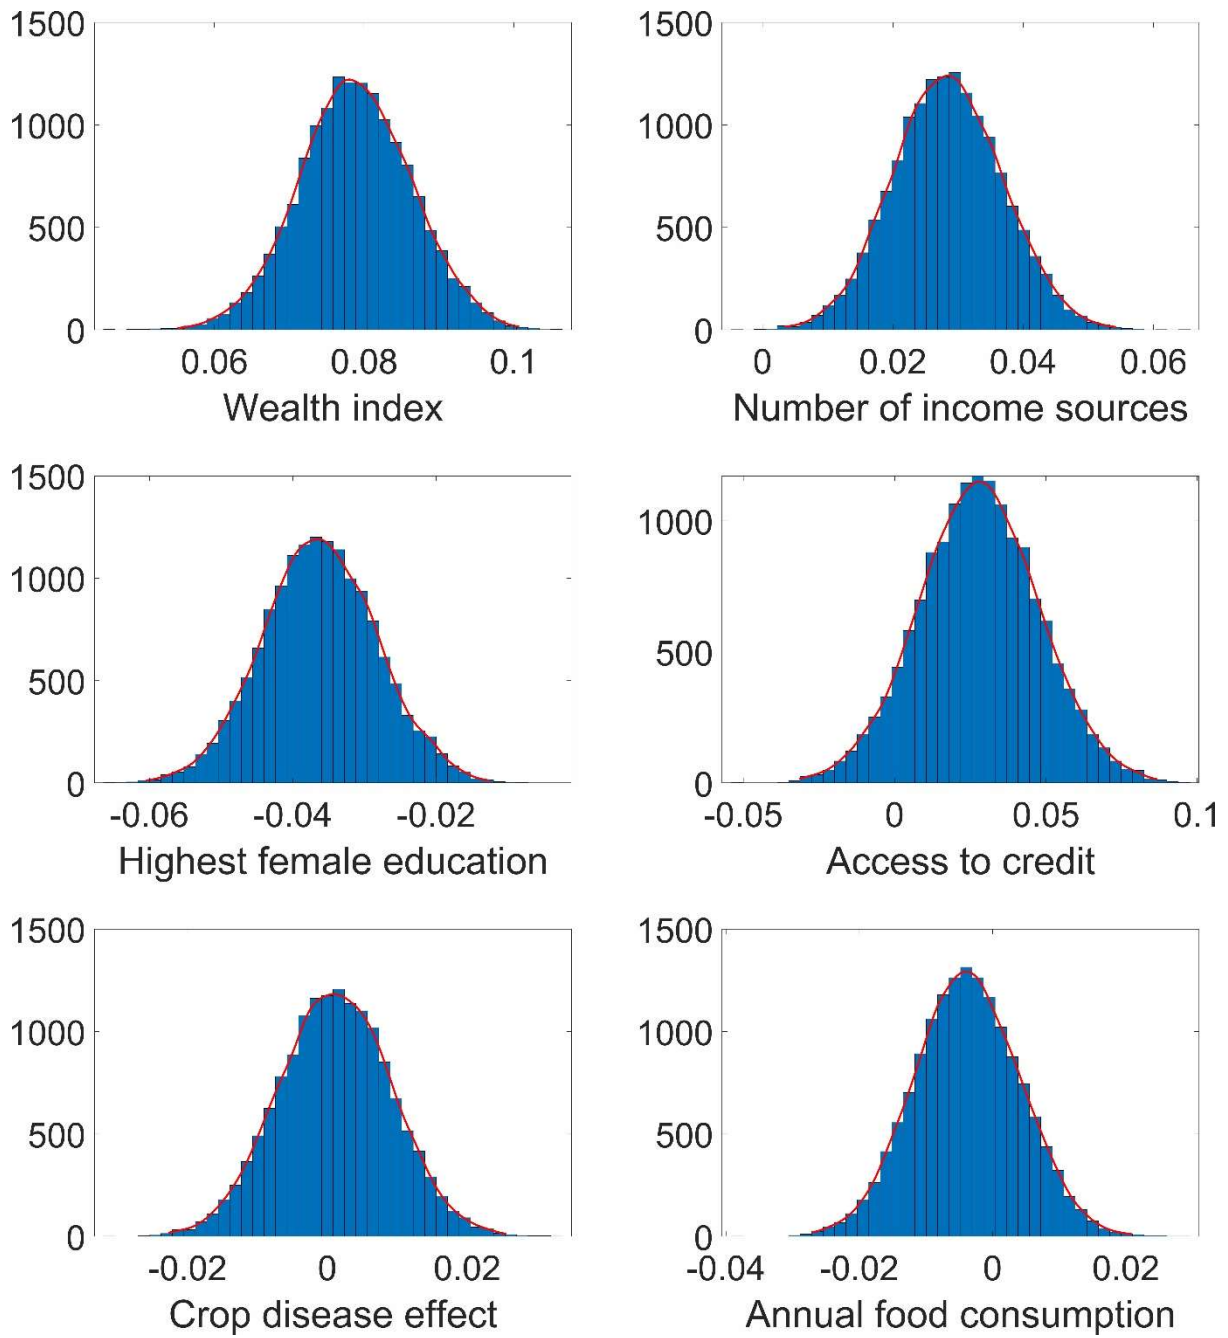 1500 1500
1000 1000
500 500
0 0
0.06 0.08 0.1 0 0.02 0.04 0.06
Wealth index Number of income sources
1500
1000 1000
500 500
0 0
-0.06 -0.04 -0.02 -0.05 0 0.05 0.1
Highest female education Access to credit
1500 1500
1000 1000
500 500
0 0
-0.02 0 0.02 -0.04 -0.02 0 0.02
Crop disease effect Annual food consumption